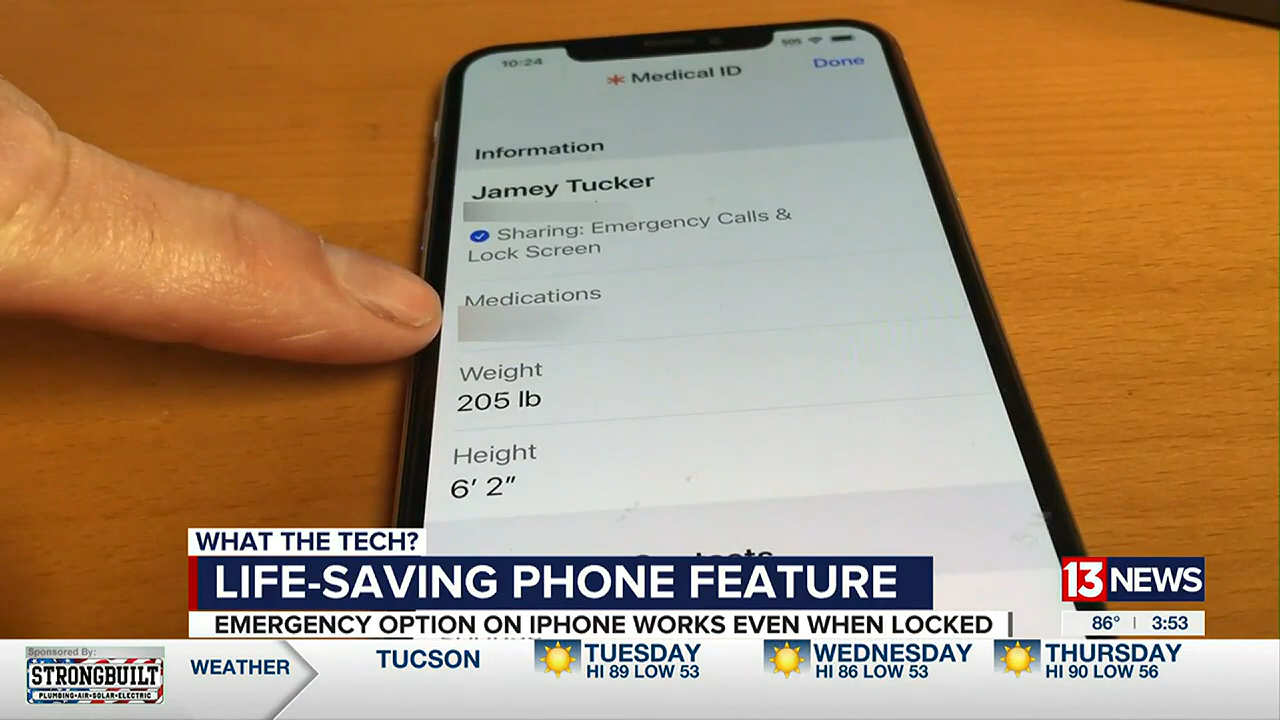 10:24
SOS
* Medical ID
Done
Information
Jamey Tucker
Sharing: Emergency Calls &
Lock Screen
Medications
Weight
205 lb
Height
6' 2"
WHAT THE TECH?
LIFE-SAVING PHONE FEATURE
EMERGENCY OPTION ON IPHONE WORKS EVEN WHEN LOCKED
13 NEWS
86° | 3:53
Sponsored By:
STRONGBUILT
PLUMBING•AIR•SOLAR•ELECTRIC
WEATHER
TUCSON
TUESDAY
HI 89 LOW 53
WEDNESDAY
HI 86 LOW 53
THURSDAY
HI 90 LOW 56